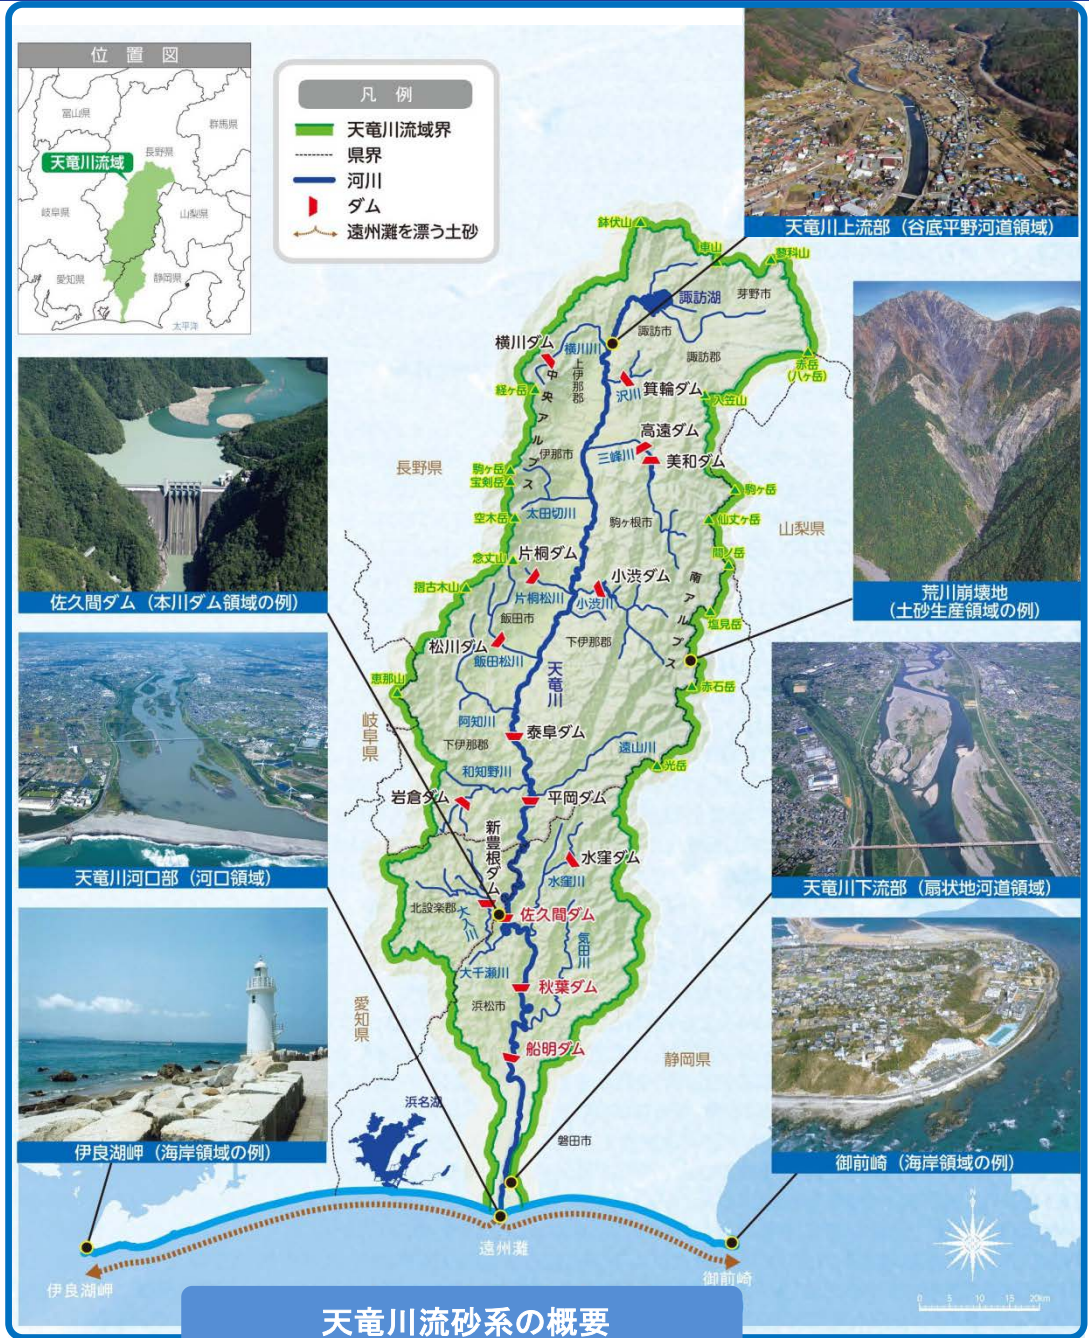 位置図
富山県
群馬県
長野県
天竜川流域
岐阜県
山梨県
愛知県
静岡県
太平洋
凡例
天竜川流域界
県界
河川
ダム
遠州灘を漂う土砂
天竜川上流部（谷底平野河道領域）
鉢伏山
車山
蓼科山
諏訪湖
茅野市
諏訪市
諏訪郡
赤岳
(八ヶ岳)
横川ダム
横川川
上伊那郡
沢川
箕輪ダム
入笠山
経ヶ岳
中央アルプス
高遠ダム
三峰川
美和ダム
伊那市
長野県
駒ヶ岳
宝剣岳
駒ヶ岳
空木岳
太田切川
駒ヶ根市
仙丈ヶ岳
山梨県
間ノ岳
念丈山
片桐ダム
小渋ダム
南アルプス
摺古木山
片桐松川
小渋川
飯田市
塩見岳
松川ダム
飯田松川
下伊那郡
天竜川
恵那山
赤石岳
岐阜県
阿知川
下伊那郡
泰阜ダム
遠山川
和知野川
光岳
岩倉ダム
平岡ダム
新豊根ダム
水窪ダム
水窪川
北設楽郡
大入川
佐久間ダム
気田川
大千瀬川
秋葉ダム
浜松市
愛知県
船明ダム
静岡県
浜名湖
磐田市
佐久間ダム（本川ダム領域の例）
荒川崩壊地
（土砂生産領域の例）
天竜川河口部（河口領域）
天竜川下流部（扇状地河道領域）
伊良湖岬（海岸領域の例）
御前崎（海岸領域の例）
遠州灘
伊良湖岬
御前崎
N
0 5 10 15 20km
天竜川流砂系の概要